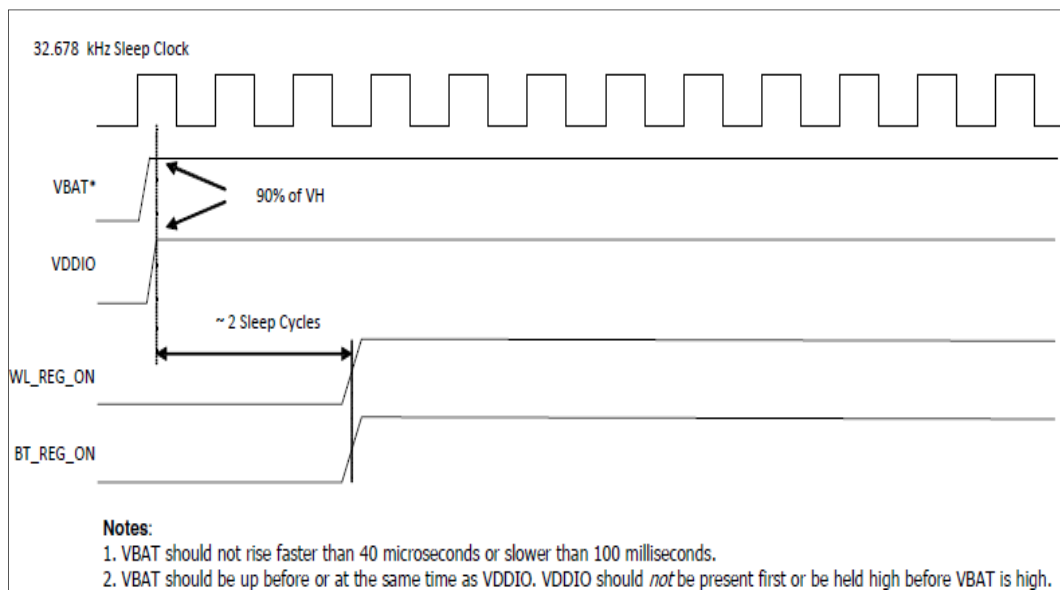 32.678 kHz Sleep Clock
VBAT*
90% of VH
VDDIO
~ 2 Sleep Cycles
WL_REG_ON
BT_REG_ON
Notes:
1. VBAT should not rise faster than 40 microseconds or slower than 100 milliseconds.
2. VBAT should be up before or at the same time as VDDIO. VDDIO should not be present first or be held high before VBAT is high.